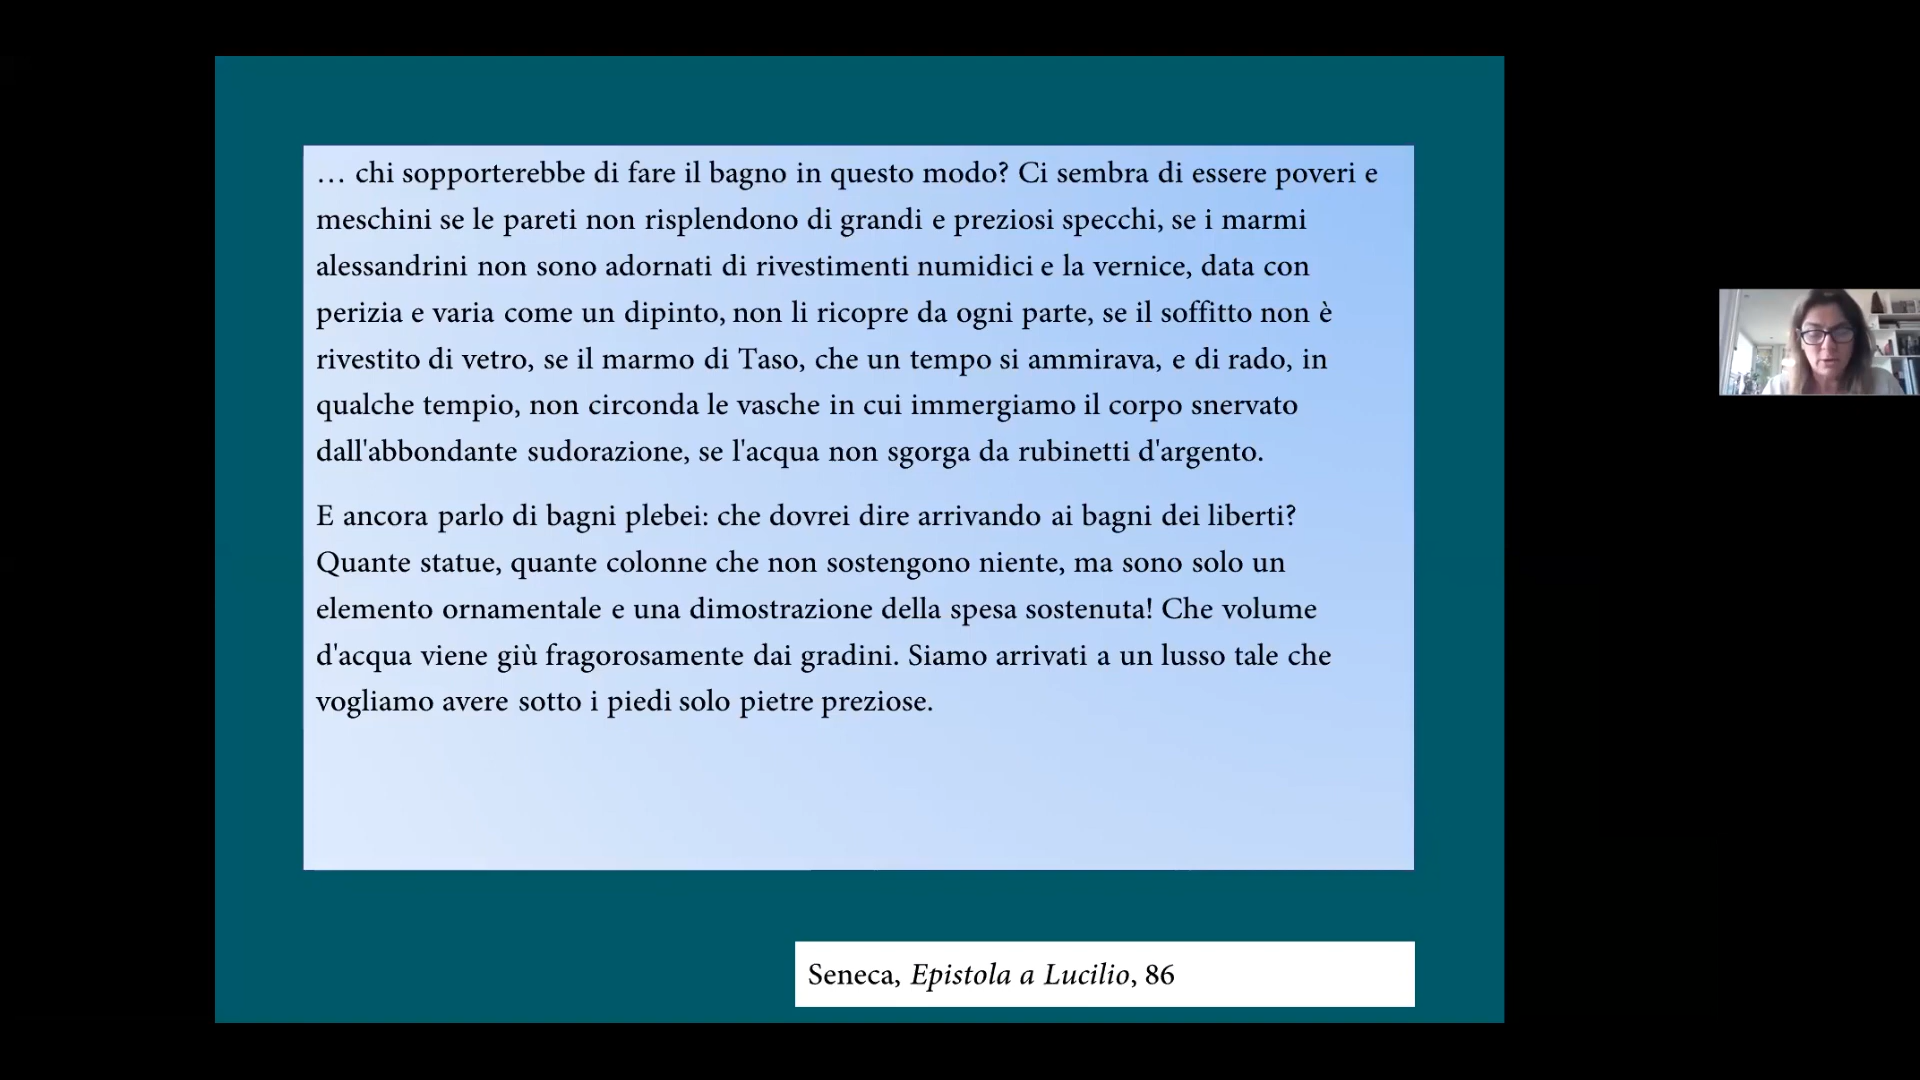 … chi sopporterebbe di fare il bagno in questo modo? Ci sembra di essere poveri e
meschini se le pareti non risplendono di grandi e preziosi specchi, se i marmi
alessandrini non sono adornati di rivestimenti numidici e la vernice, data con
perizia e varia come un dipinto, non li ricopre da ogni parte, se il soffitto non è
rivestito di vetro, se il marmo di Taso, che un tempo si ammirava, e di rado, in
qualche tempio, non circonda le vasche in cui immergiamo il corpo snervato
dall'abbondante sudorazione, se l'acqua non sgorga da rubinetti d'argento.
E ancora parlo di bagni plebei: che dovrei dire arrivando ai bagni dei liberti?
Quante statue, quante colonne che non sostengono niente, ma sono solo un
elemento ornamentale e una dimostrazione della spesa sostenuta! Che volume
d'acqua viene giù fragorosamente dai gradini. Siamo arrivati a un lusso tale che
vogliamo avere sotto i piedi solo pietre preziose.
Seneca, Epistola a Lucilio, 86